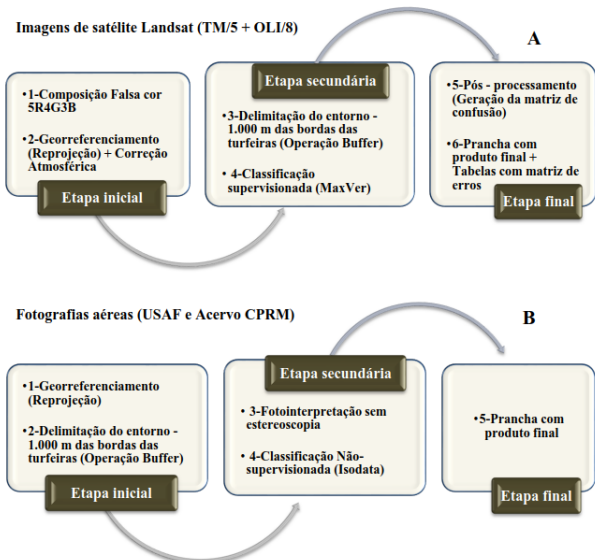 Imagens de satélite Landsat (TM/5 + OLI/8)
A
• 1-Composição Falsa cor
5R4G3B
2-Georreferenciamento
(Reprojeção) + Correção
Atmosférica
Etapa inicial
Etapa secundária
• 3-Delimitação do entorno -
1.000 m das bordas das
turfeiras (Operação Buffer)
• 4-Classificação
supervisionada (MaxVer)
• 5-Pós - processamento
(Geração da matriz de
confusão)
• 6-Prancha com
produto final +
Tabelas com matriz de
erros
Etapa final
Fotografias aéreas (USAF e Acervo CPRM)
B
• 1-Georreferenciamento
(Reprojeção)
• 2-Delimitação do entorno -
1.000 m das bordas das
turfeiras (Operação Buffer)
Etapa inicial
Etapa secundária
• 3-Fotointerpretação sem
estereoscopia
• 4-Classificação Não-
supervisionada (Isodata)
• 5-Prancha com
produto final
Etapa final